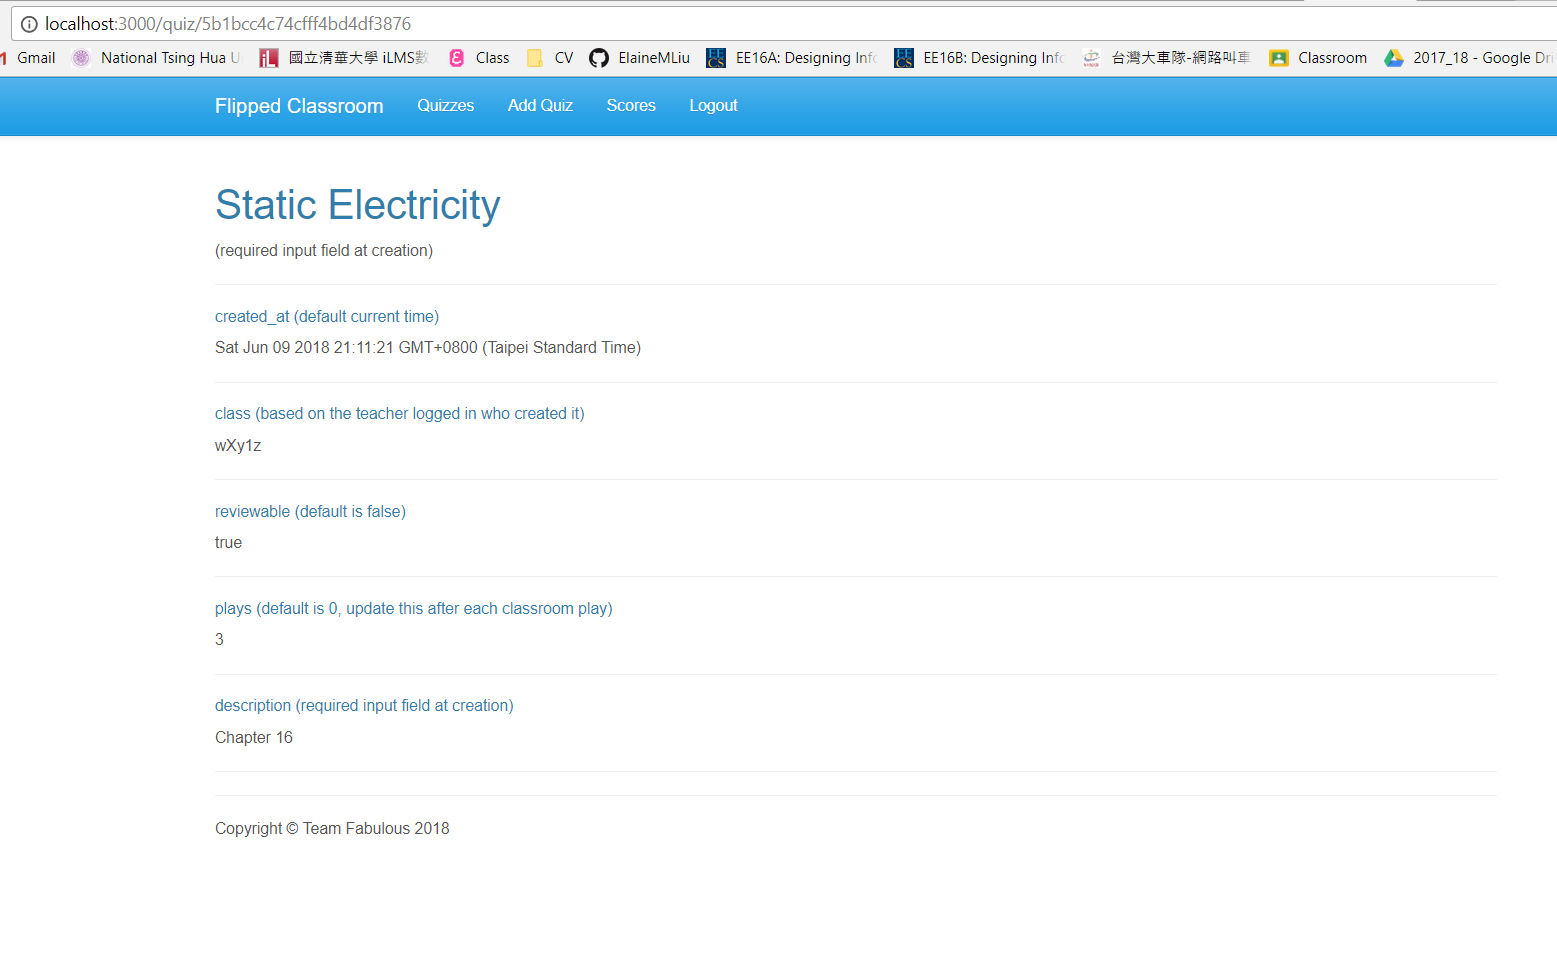 localhost:3000/quiz/5b1bcc4c74cfff4bd4df3876
Gmail National Tsing Hua U 國立清華大學 iLMS數 Class CV ElaineMLiu EE16A: Designing Info EE16B: Designing Info 台灣大車隊-網路叫車 Classroom 2017_18 - Google Dri
Flipped Classroom Quizzes Add Quiz Scores Logout
Static Electricity
(required input field at creation)
created_at (default current time)
Sat Jun 09 2018 21:11:21 GMT+0800 (Taipei Standard Time)
class (based on the teacher logged in who created it)
wXy1z
reviewable (default is false)
true
plays (default is 0, update this after each classroom play)
3
description (required input field at creation)
Chapter 16
Copyright © Team Fabulous 2018